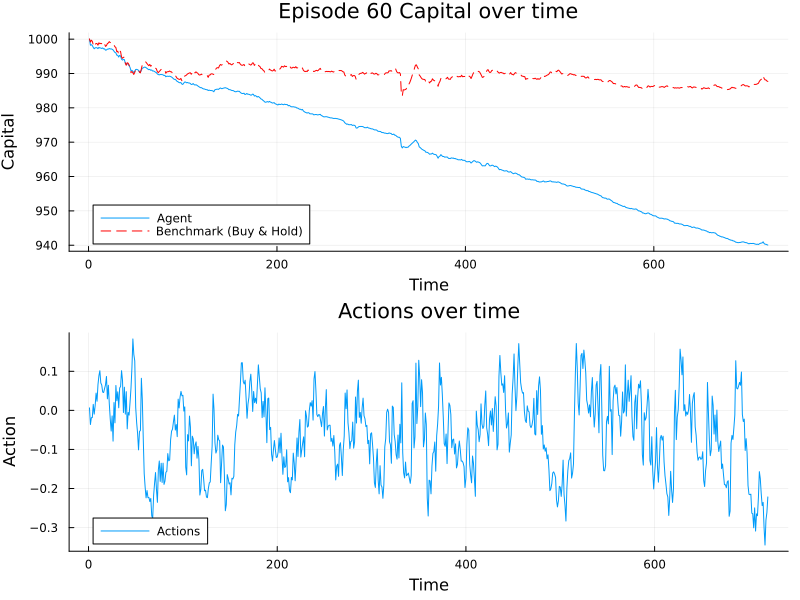 Episode 60 Capital over time
1000
990
980
970
960
950
940
Capital
Agent
Benchmark (Buy & Hold)
0
200
400
600
Time
Actions over time
0.1
0.0
−0.1
−0.2
−0.3
Action
Actions
0
200
400
600
Time